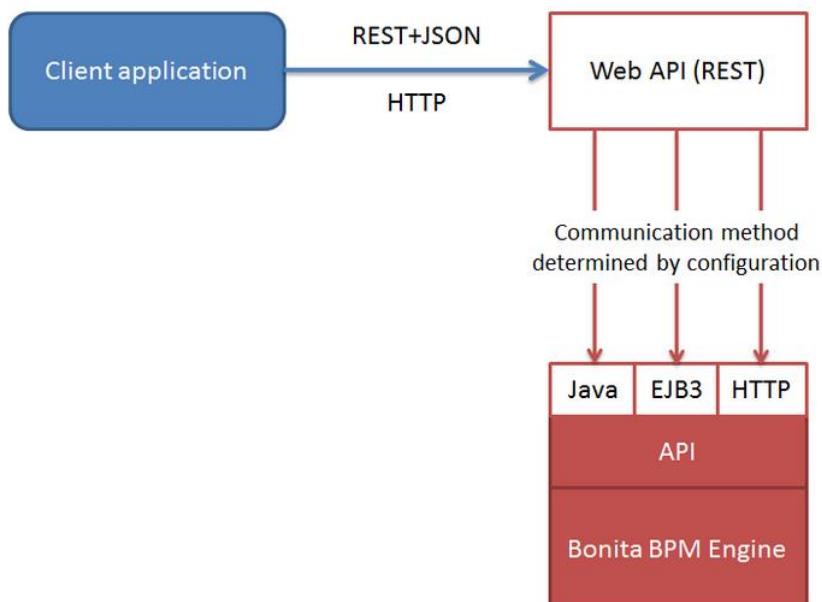 REST+JSON
Client application
Web API (REST)
HTTP
Communication method
determined by configuration
Java
EJB3
HTTP
API
Bonita BPM Engine